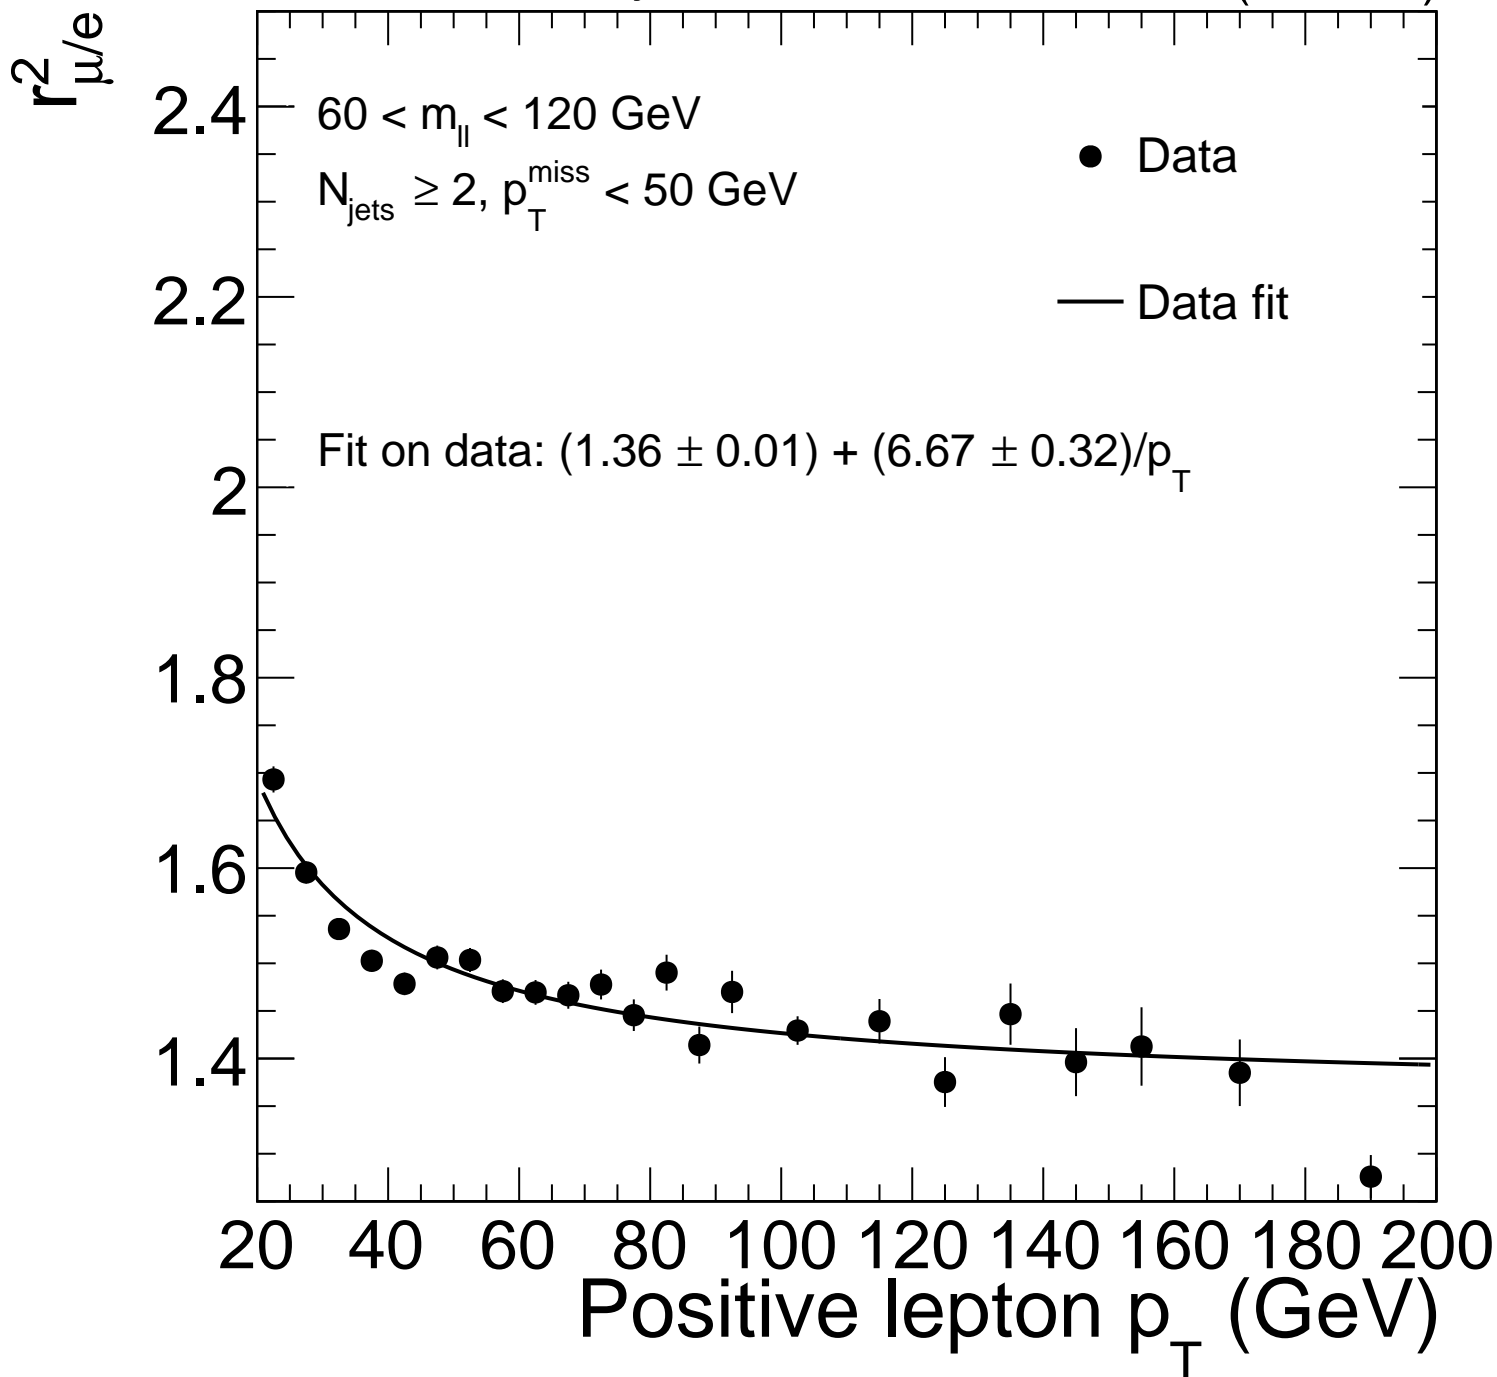 r²μ/e
2.4
2.2
2
1.8
1.6
1.4
60 < mll < 120 GeV
Njets ≥ 2, pTmiss < 50 GeV
Data
Data fit
Fit on data: (1.36 ± 0.01) + (6.67 ± 0.32)/pT
20 40 60 80 100 120 140 160 180 200
Positive lepton pT (GeV)